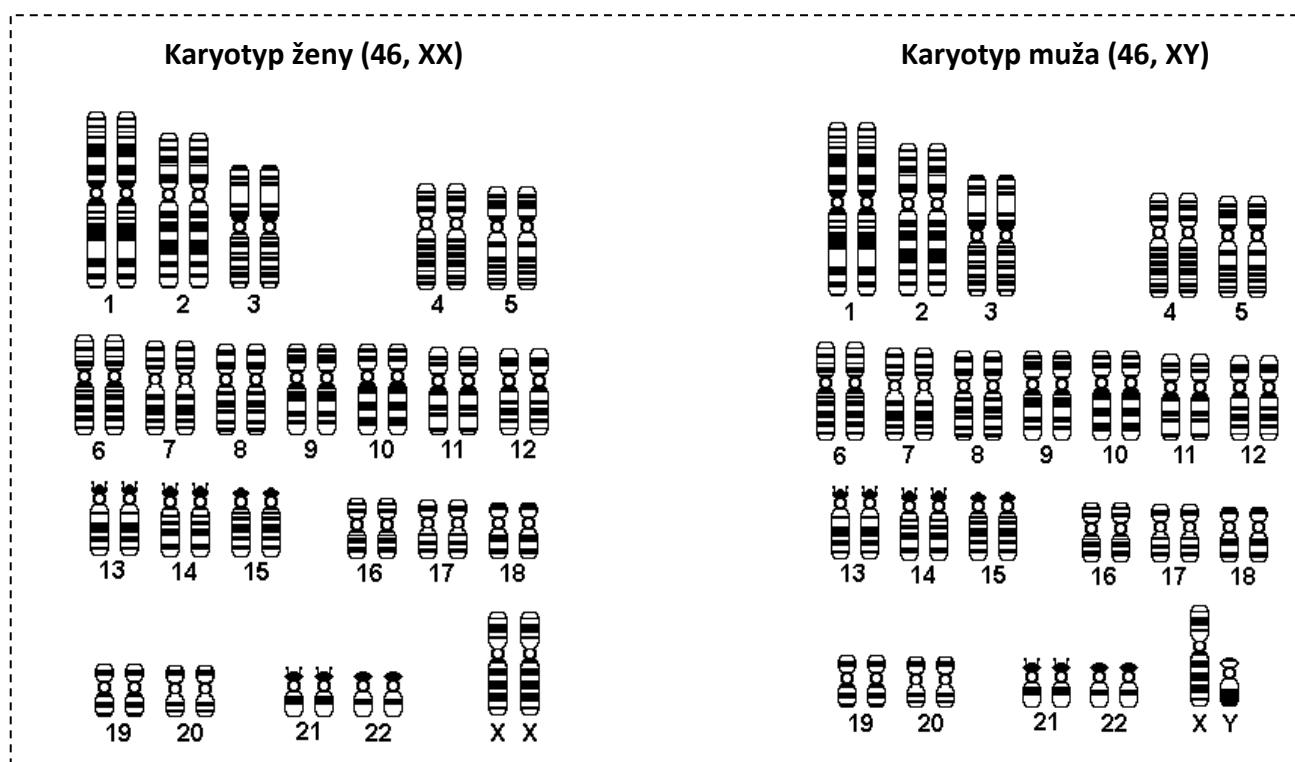 Karyotyp ženy (46, XX)
1 2 3 4 5
6 7 8 9 10 11 12
13 14 15 16 17 18
19 20 21 22 X X
Karyotyp muža (46, XY)
1 2 3 4 5
6 7 8 9 10 11 12
13 14 15 16 17 18
19 20 21 22 X Y